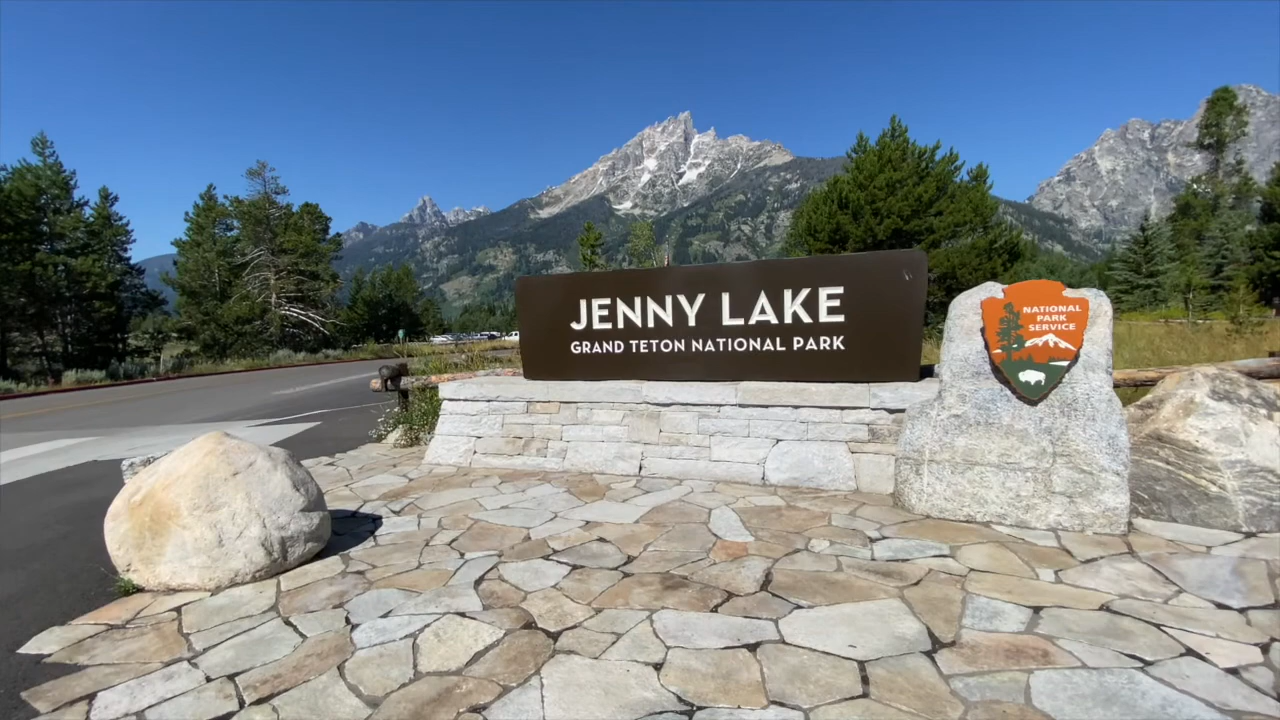 JENNY LAKE
GRAND TETON NATIONAL PARK
NATIONAL
PARK
SERVICE